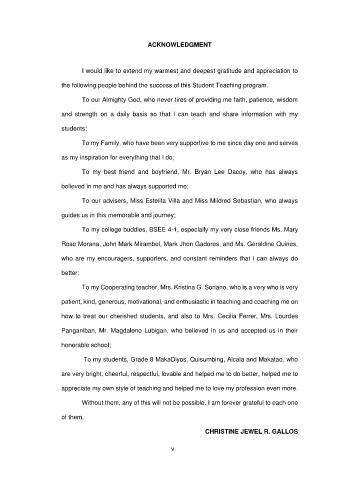 ACKNOWLEDGMENT
I would like to extend my warmest and deepest gratitude and appreciation to
the following people behind the success of this Student Teaching program.
To our Almighty God, who never tires of providing me faith, patience, wisdom
and strength on a daily basis so that I can teach and share information with my
students;
To my Family, who have been very supportive to me since day one and serves
as my inspiration for everything that I do;
To my best friend and boyfriend, Mr. Bryan Lee Dacoy, who has always
believed in me and has always supported me;
To our advisers, Miss Estelita Villa and Miss Mildred Sebastian, who always
guides us in this memorable and journey;
To my college buddies, BSEE 4-1, especially my very close friends Ms. Mary
Rose Morana, John Mark Mirambel, Mark Jhon Gadores, and Ms. Geraldine Quines,
who are my encouragers, supporters, and constant reminders that I can always do
better;
To my Cooperating teacher, Mrs. Kristina G. Soriano, who is a very who is very
patient, kind, generous, motivational, and enthusiastic in teaching and coaching me on
how to treat our cherished students, and also to Mrs. Cecilia Ferrer, Mrs. Lourdes
Panganiban, Mr. Magdaleno Lubigan, who believed in us and accepted us in their
honorable school;
To my students, Grade 8 MakaDiyos, Quisumbing, Alcala and Makatao, who
are very bright, cheerful, respectful, lovable and helped me to do better, helped me to
appreciate my own style of teaching and helped me to love my profession even more.
Without them, any of this will not be possible. I am forever grateful to each one
of them.
CHRISTINE JEWEL R. GALLOS
v